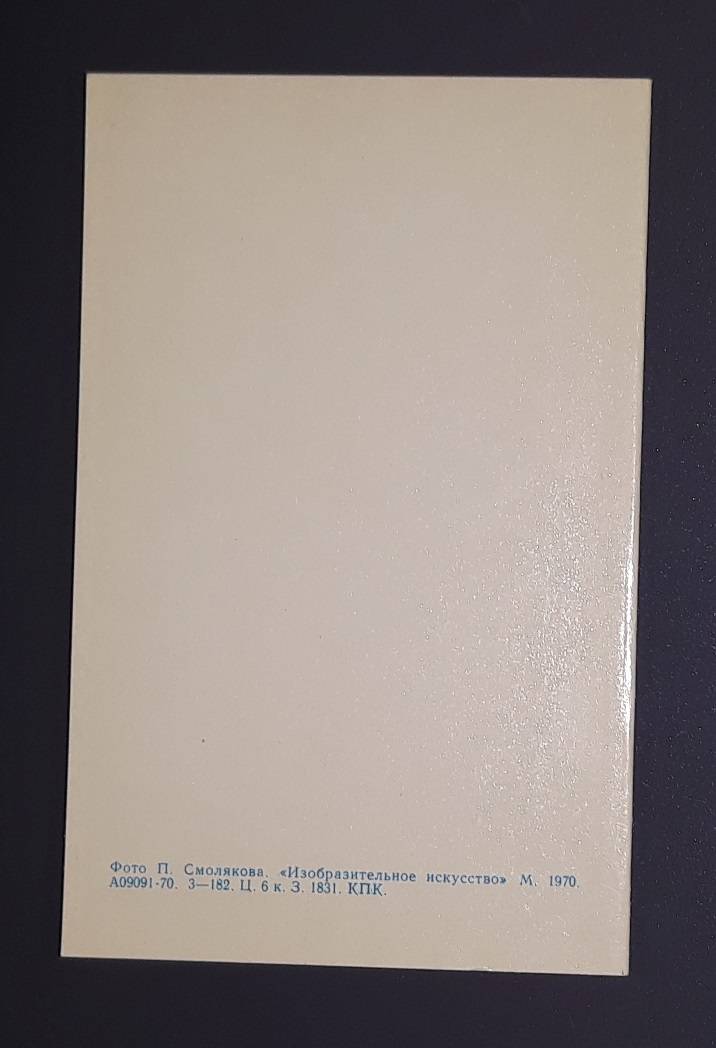 Фото П. Смолякова. «Изобразительное искусство» М. 1970.
А09091-70. 3—182. Ц. 6 к. З. 1831. КПК.